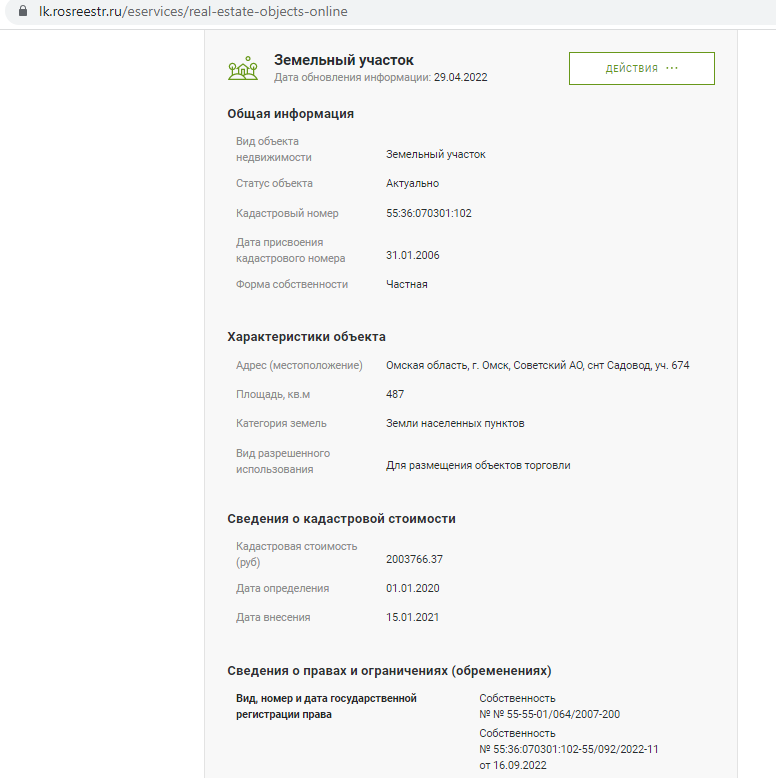 lk.rosreestr.ru/eservices/real-estate-objects-online
Земельный участок
Дата обновления информации: 29.04.2022
ДЕЙСТВИЯ ···
Общая информация
Вид объекта
недвижимости
Земельный участок
Статус объекта
Актуально
Кадастровый номер
55:36:070301:102
Дата присвоения
кадастрового номера
31.01.2006
Форма собственности
Частная
Характеристики объекта
Адрес (местоположение)
Омская область, г. Омск, Советский АО, снт Садовод, уч. 674
Площадь, кв.м
487
Категория земель
Земли населенных пунктов
Вид разрешенного
использования
Для размещения объектов торговли
Сведения о кадастровой стоимости
Кадастровая стоимость
(руб)
2003766.37
Дата определения
01.01.2020
Дата внесения
15.01.2021
Сведения о правах и ограничениях (обременениях)
Вид, номер и дата государственной
регистрации права
Собственность
№ № 55-55-01/064/2007-200
Собственность
№ 55:36:070301:102-55/092/2022-11
от 16.09.2022